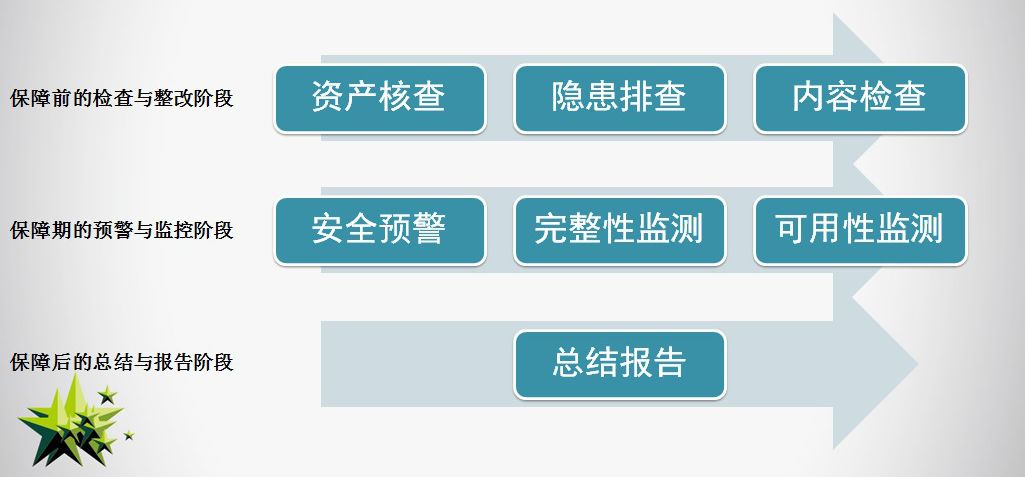 保障前的检查与整改阶段
资产核查
隐患排查
内容检查
保障期的预警与监控阶段
安全预警
完整性监测
可用性监测
保障后的总结与报告阶段
总结报告